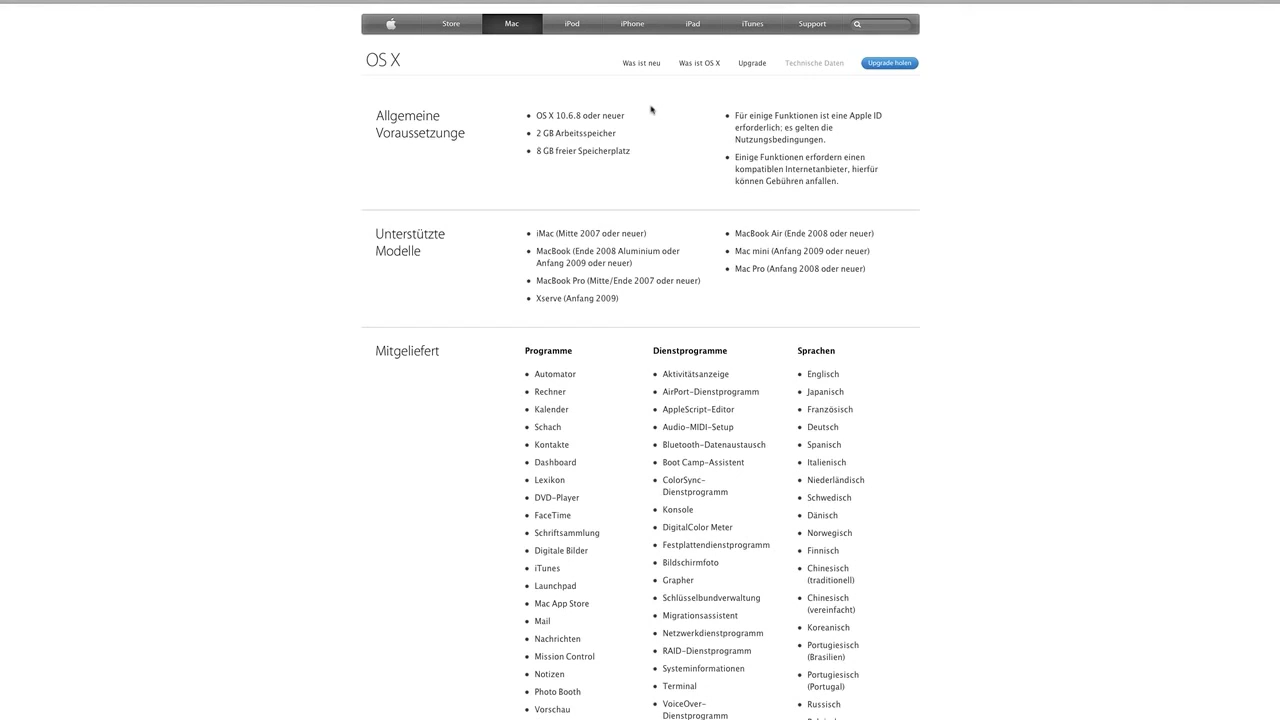 Store
Mac
iPod
iPhone
iPad
iTunes
Support
OS X
Was ist neu
Was ist OS X
Upgrade
Technische Daten
Upgrade holen
Allgemeine
Voraussetzunge
OS X 10.6.8 oder neuer
2 GB Arbeitsspeicher
8 GB freier Speicherplatz
Für einige Funktionen ist eine Apple ID
erforderlich; es gelten die
Nutzungsbedingungen.
Einige Funktionen erfordern einen
kompatiblen Internetanbieter, hierfür
können Gebühren anfallen.
Unterstützte
Modelle
iMac (Mitte 2007 oder neuer)
MacBook (Ende 2008 Aluminium oder
Anfang 2009 oder neuer)
MacBook Pro (Mitte/Ende 2007 oder neuer)
Xserve (Anfang 2009)
MacBook Air (Ende 2008 oder neuer)
Mac mini (Anfang 2009 oder neuer)
Mac Pro (Anfang 2008 oder neuer)
Mitgeliefert
Programme
Automator
Rechner
Kalender
Schach
Kontakte
Dashboard
Lexikon
DVD-Player
FaceTime
Schriftsammlung
Digitale Bilder
iTunes
Launchpad
Mac App Store
Mail
Nachrichten
Mission Control
Notizen
Photo Booth
Vorschau
Dienstprogramme
Aktivitätsanzeige
AirPort-Dienstprogramm
AppleScript-Editor
Audio-MIDI-Setup
Bluetooth-Datenaustausch
Boot Camp-Assistent
ColorSync-
Dienstprogramm
Konsole
DigitalColor Meter
Festplattendienstprogramm
Bildschirmfoto
Grapher
Schlüsselbundverwaltung
Migrationsassistent
Netzwerkdienstprogramm
RAID-Dienstprogramm
Systeminformationen
Terminal
VoiceOver-
Dienstprogramm
Sprachen
Englisch
Japanisch
Französisch
Deutsch
Spanisch
Italienisch
Niederländisch
Schwedisch
Dänisch
Norwegisch
Finnisch
Chinesisch
(traditionell)
Chinesisch
(vereinfacht)
Koreanisch
Portugiesisch
(Brasilien)
Portugiesisch
(Portugal)
Russisch